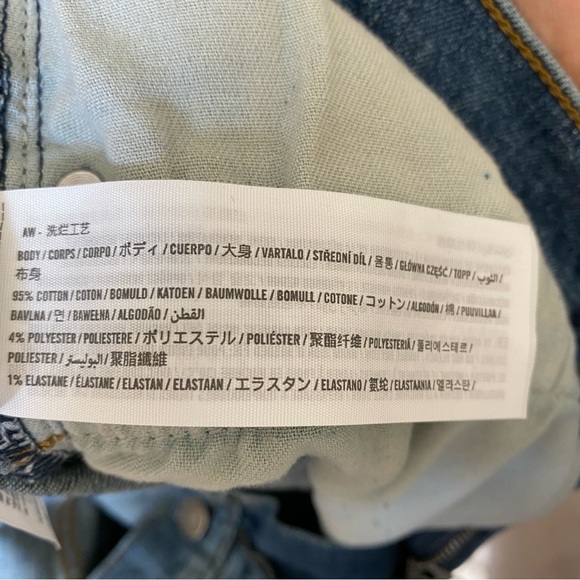 AW - 洗烂工艺
BODY / CORPS / CORPO / ボディ / CUERPO / 大身 / VARTALO / STŘEDNÍ DÍL / 몸통 / GŁÓWNA CZĘŚĆ / TOPP / الثوب /
布身
95% COTTON / COTON / BOMULD / KATOEN / BAUMWOLLE / BOMULL / COTONE / コットン / ALGODÓN / 棉 / PUUVILLAN /
BAVLNA / 면 / BAWEŁNA / ALGODÃO / القطن /
4% POLYESTER / POLIESTERE / ポリエステル / POLIÉSTER / 聚酯纤维 / POLYESTERIÄ / 폴리에스테르 /
POLIESTER / البوليستر / 聚脂纖維
1% ELASTANE / ÉLASTANE / ELASTAN / ELASTAAN / エラスタン / ELASTANO / 氨纶 / ELASTAANIA / 엘라스탄 /